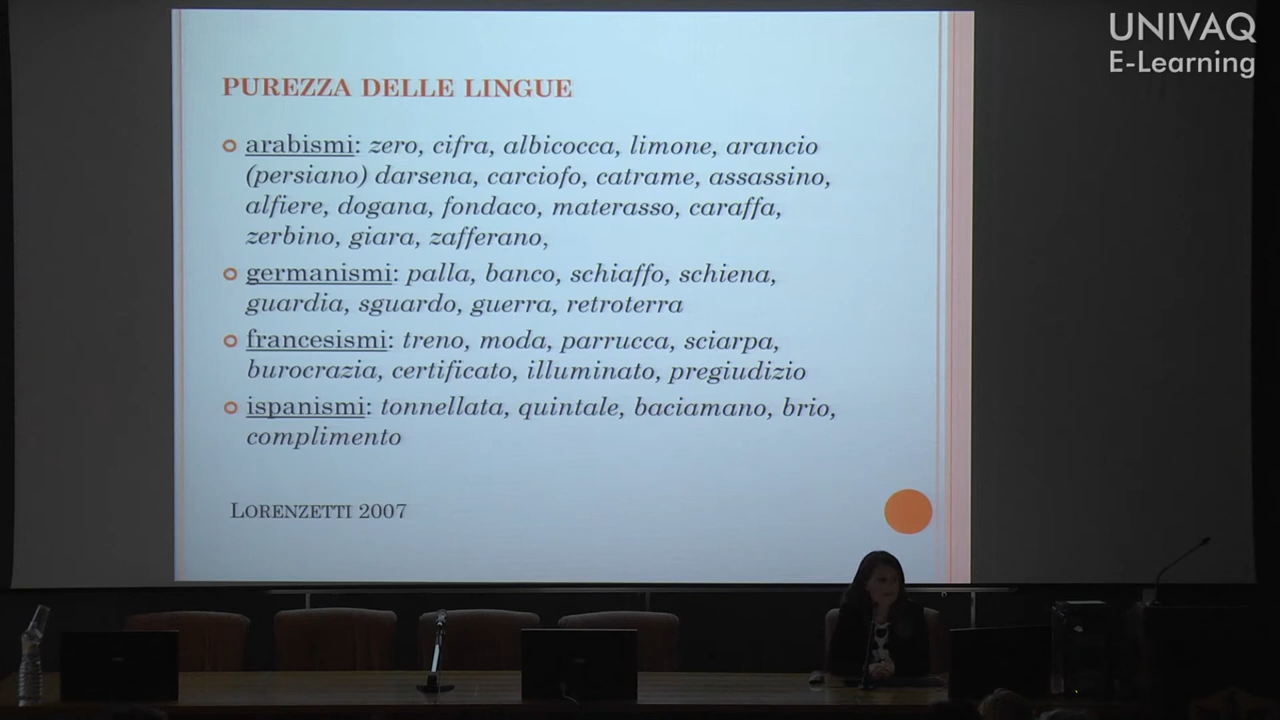 UNIVAQ
E-Learning
PUREZZA DELLE LINGUE
arabismi: zero, cifra, albicocca, limone, arancio
(persiano) darsena, carciofo, catrame, assassino,
alfiere, dogana, fondaco, materasso, caraffa,
zerbino, giara, zafferano,
germanismi: palla, banco, schiaffo, schiena,
guardia, sguardo, guerra, retroterra
francesismi: treno, moda, parrucca, sciarpa,
burocrazia, certificato, illuminato, pregiudizio
ispanismi: tonnellata, quintale, baciamano, brio,
complimento
LORENZETTI 2007